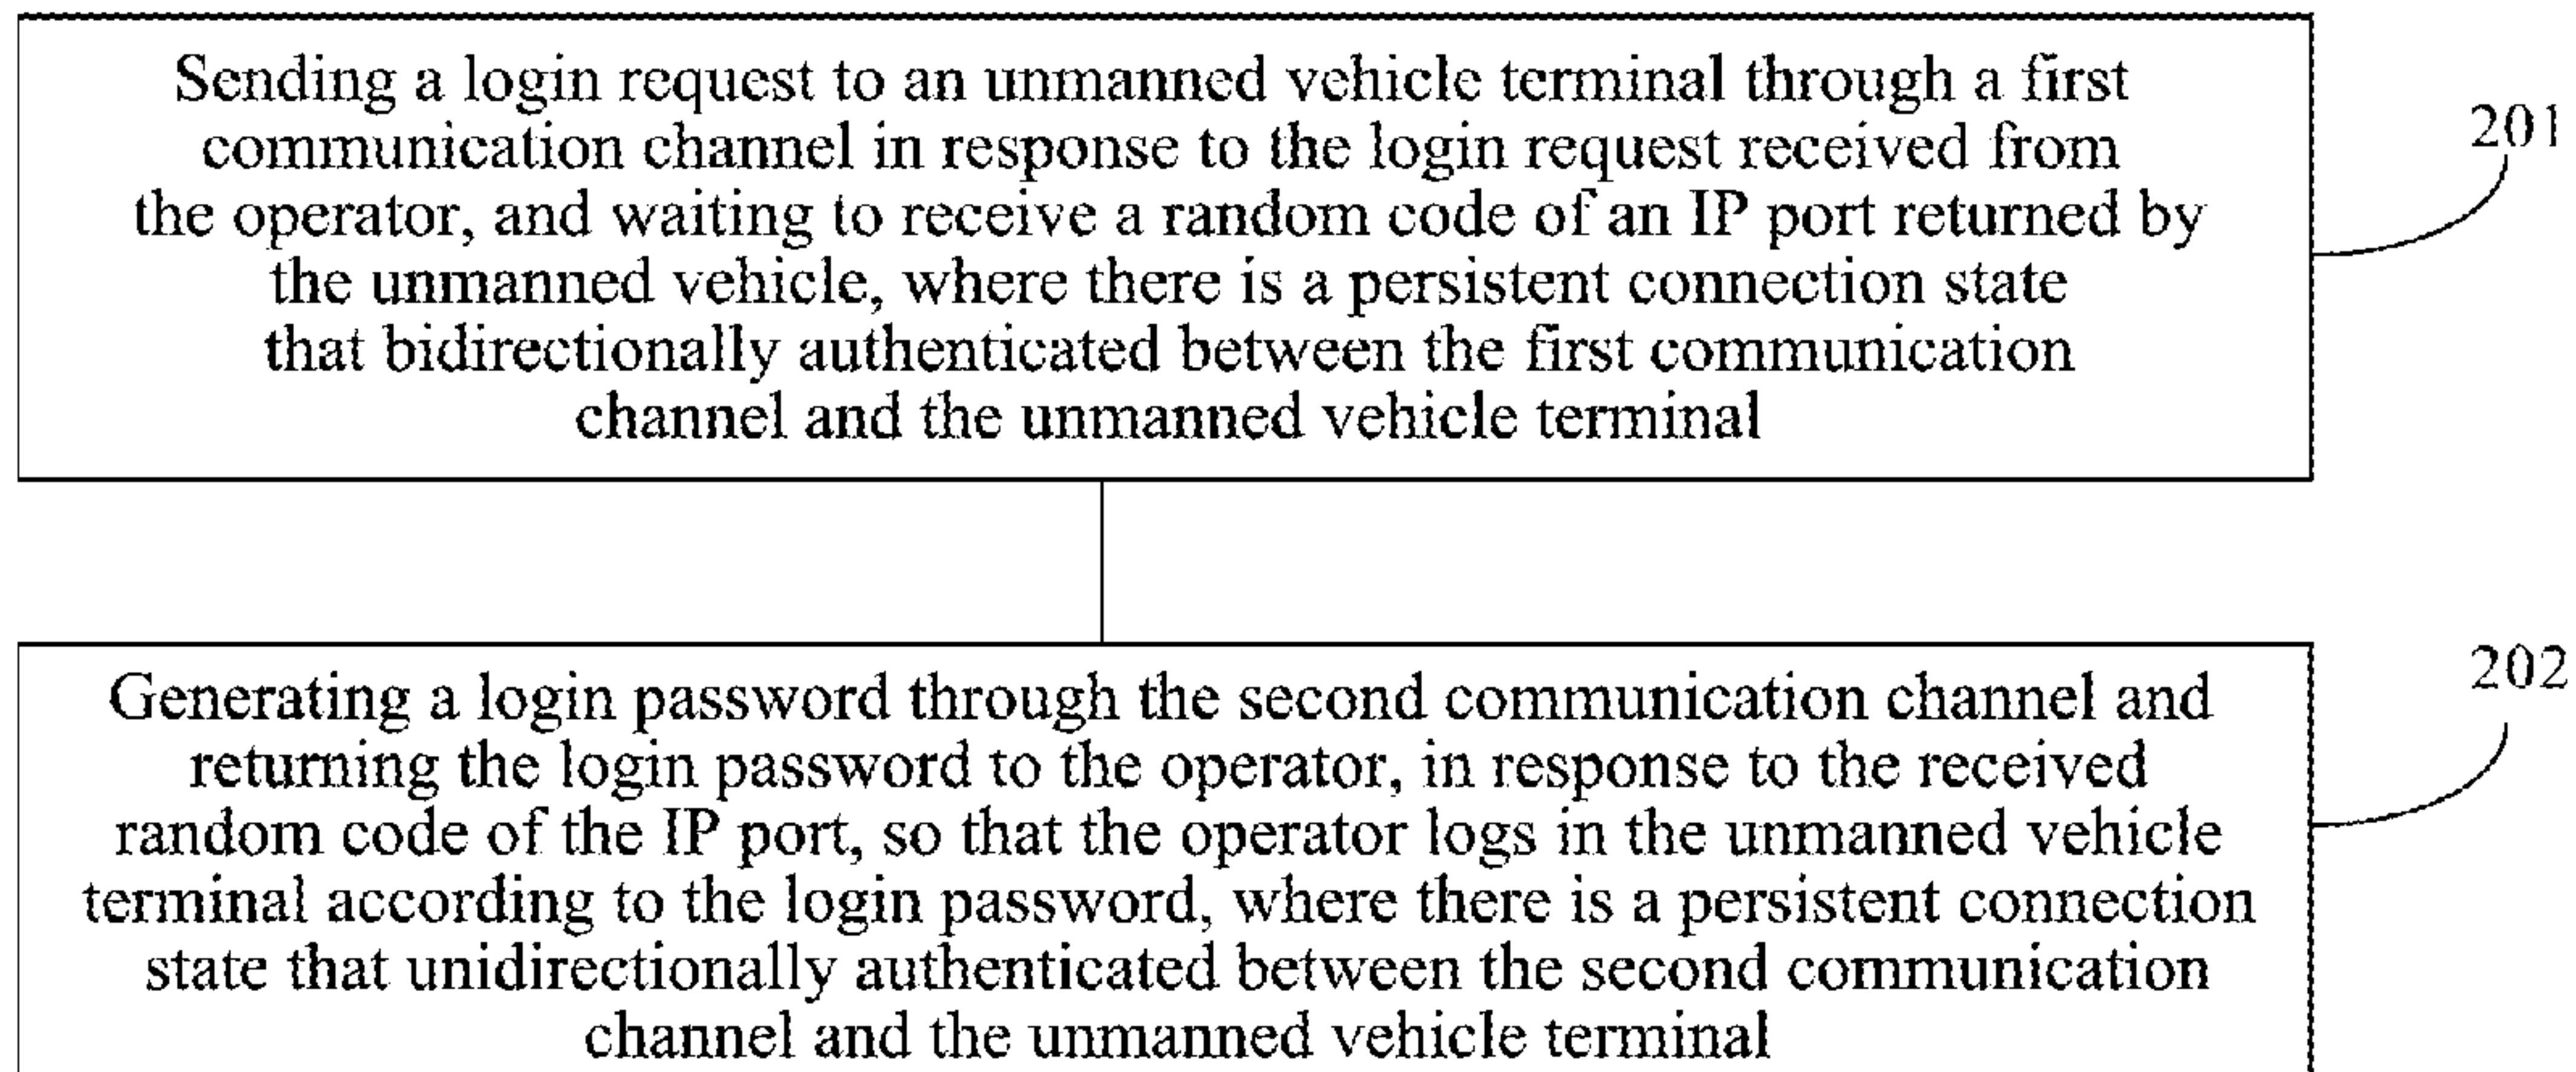 Sending a login request to an unmanned vehicle terminal through a first
communication channel in response to the login request received from
the operator, and waiting to receive a random code of an IP port returned by
the unmanned vehicle, where there is a persistent connection state
that bidirectionally authenticated between the first communication
channel and the unmanned vehicle terminal
201
Generating a login password through the second communication channel and
returning the login password to the operator, in response to the received
random code of the IP port, so that the operator logs in the unmanned vehicle
terminal according to the login password, where there is a persistent connection
state that unidirectionally authenticated between the second communication
channel and the unmanned vehicle terminal
202